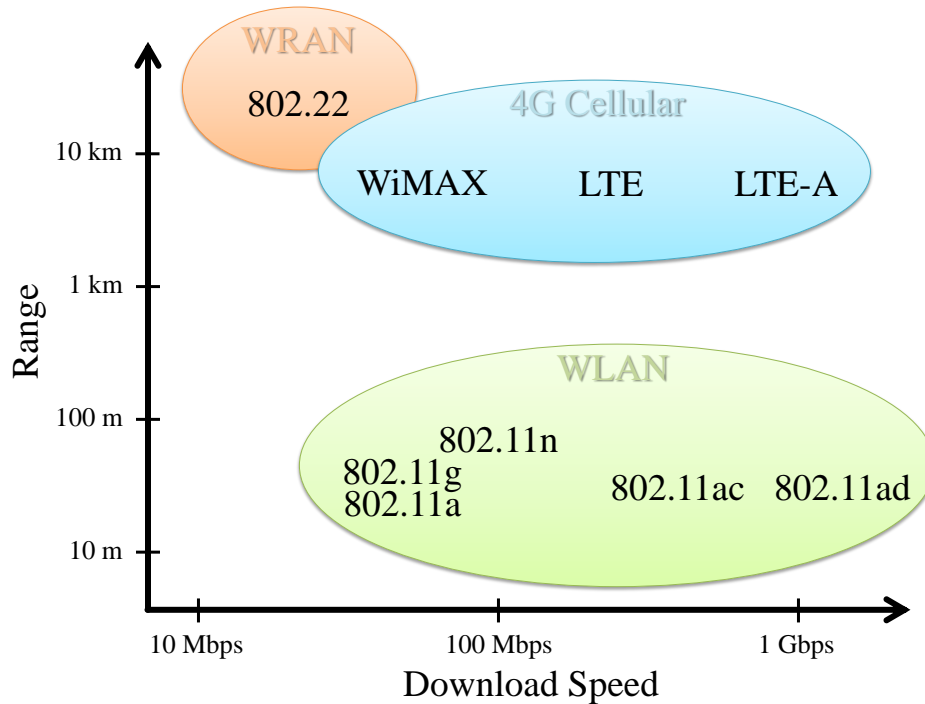 WRAN
802.22
4G Cellular
10 km
WiMAX
LTE
LTE-A
1 km
Range
WLAN
100 m
802.11n
802.11g
802.11a
802.11ac
802.11ad
10 m
10 Mbps
100 Mbps
1 Gbps
Download Speed